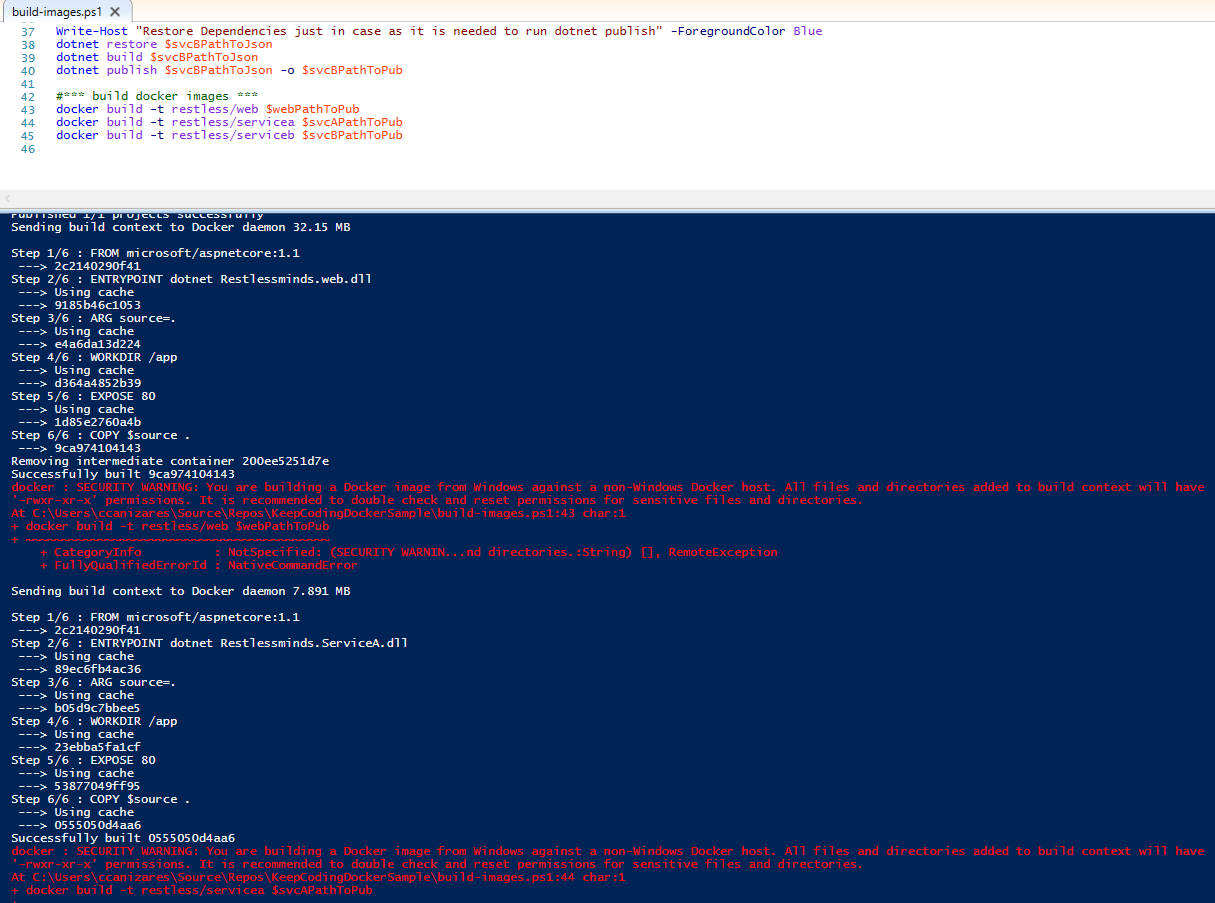 build-images.ps1
37 Write-Host "Restore Dependencies just in case as it is needed to run dotnet publish" -ForegroundColor Blue
38 dotnet restore $svcBPathToJson
39 dotnet build $svcBPathToJson
40 dotnet publish $svcBPathToJson -o $svcBPathToPub
41
42 #*** build docker images ***
43 docker build -t restless/web $webPathToPub
44 docker build -t restless/servicea $svcAPathToPub
45 docker build -t restless/serviceb $svcBPathToPub
46
Published 1/1 projects successfully
Sending build context to Docker daemon 32.15 MB
Step 1/6 : FROM microsoft/aspnetcore:1.1
---> 2c2140290f41
Step 2/6 : ENTRYPOINT dotnet Restlessminds.web.dll
---> Using cache
---> 9185b46c1053
Step 3/6 : ARG source=.
---> Using cache
---> e4a6da13d224
Step 4/6 : WORKDIR /app
---> Using cache
---> d364a4852b39
Step 5/6 : EXPOSE 80
---> Using cache
---> 1d85e2760a4b
Step 6/6 : COPY $source .
---> 9ca974104143
Removing intermediate container 200ee5251d7e
Successfully built 9ca974104143
docker : SECURITY WARNING: You are building a Docker image from Windows against a non-Windows Docker host. All files and directories added to build context will have
'-rwxr-xr-x' permissions. It is recommended to double check and reset permissions for sensitive files and directories.
At C:\Users\ccanizares\Source\Repos\KeepCodingDockerSample\build-images.ps1:43 char:1
+ docker build -t restless/web $webPathToPub
+ ~~~~~~~~~~~~~~~~~~~~~~~~~~~~~~~~~~~~~~~~~~
+ CategoryInfo : NotSpecified: (SECURITY WARNIN...nd directories.:String) [], RemoteException
+ FullyQualifiedErrorId : NativeCommandError
Sending build context to Docker daemon 7.891 MB
Step 1/6 : FROM microsoft/aspnetcore:1.1
---> 2c2140290f41
Step 2/6 : ENTRYPOINT dotnet Restlessminds.ServiceA.dll
---> Using cache
---> 89ec6fb4ac36
Step 3/6 : ARG source=.
---> Using cache
---> b05d9c7bbee5
Step 4/6 : WORKDIR /app
---> Using cache
---> 23ebba5fa1cf
Step 5/6 : EXPOSE 80
---> Using cache
---> 53877049ff95
Step 6/6 : COPY $source .
---> Using cache
---> 0555050d4aa6
Successfully built 0555050d4aa6
docker : SECURITY WARNING: You are building a Docker image from Windows against a non-Windows Docker host. All files and directories added to build context will have
'-rwxr-xr-x' permissions. It is recommended to double check and reset permissions for sensitive files and directories.
At C:\Users\ccanizares\Source\Repos\KeepCodingDockerSample\build-images.ps1:44 char:1
+ docker build -t restless/servicea $svcAPathToPub